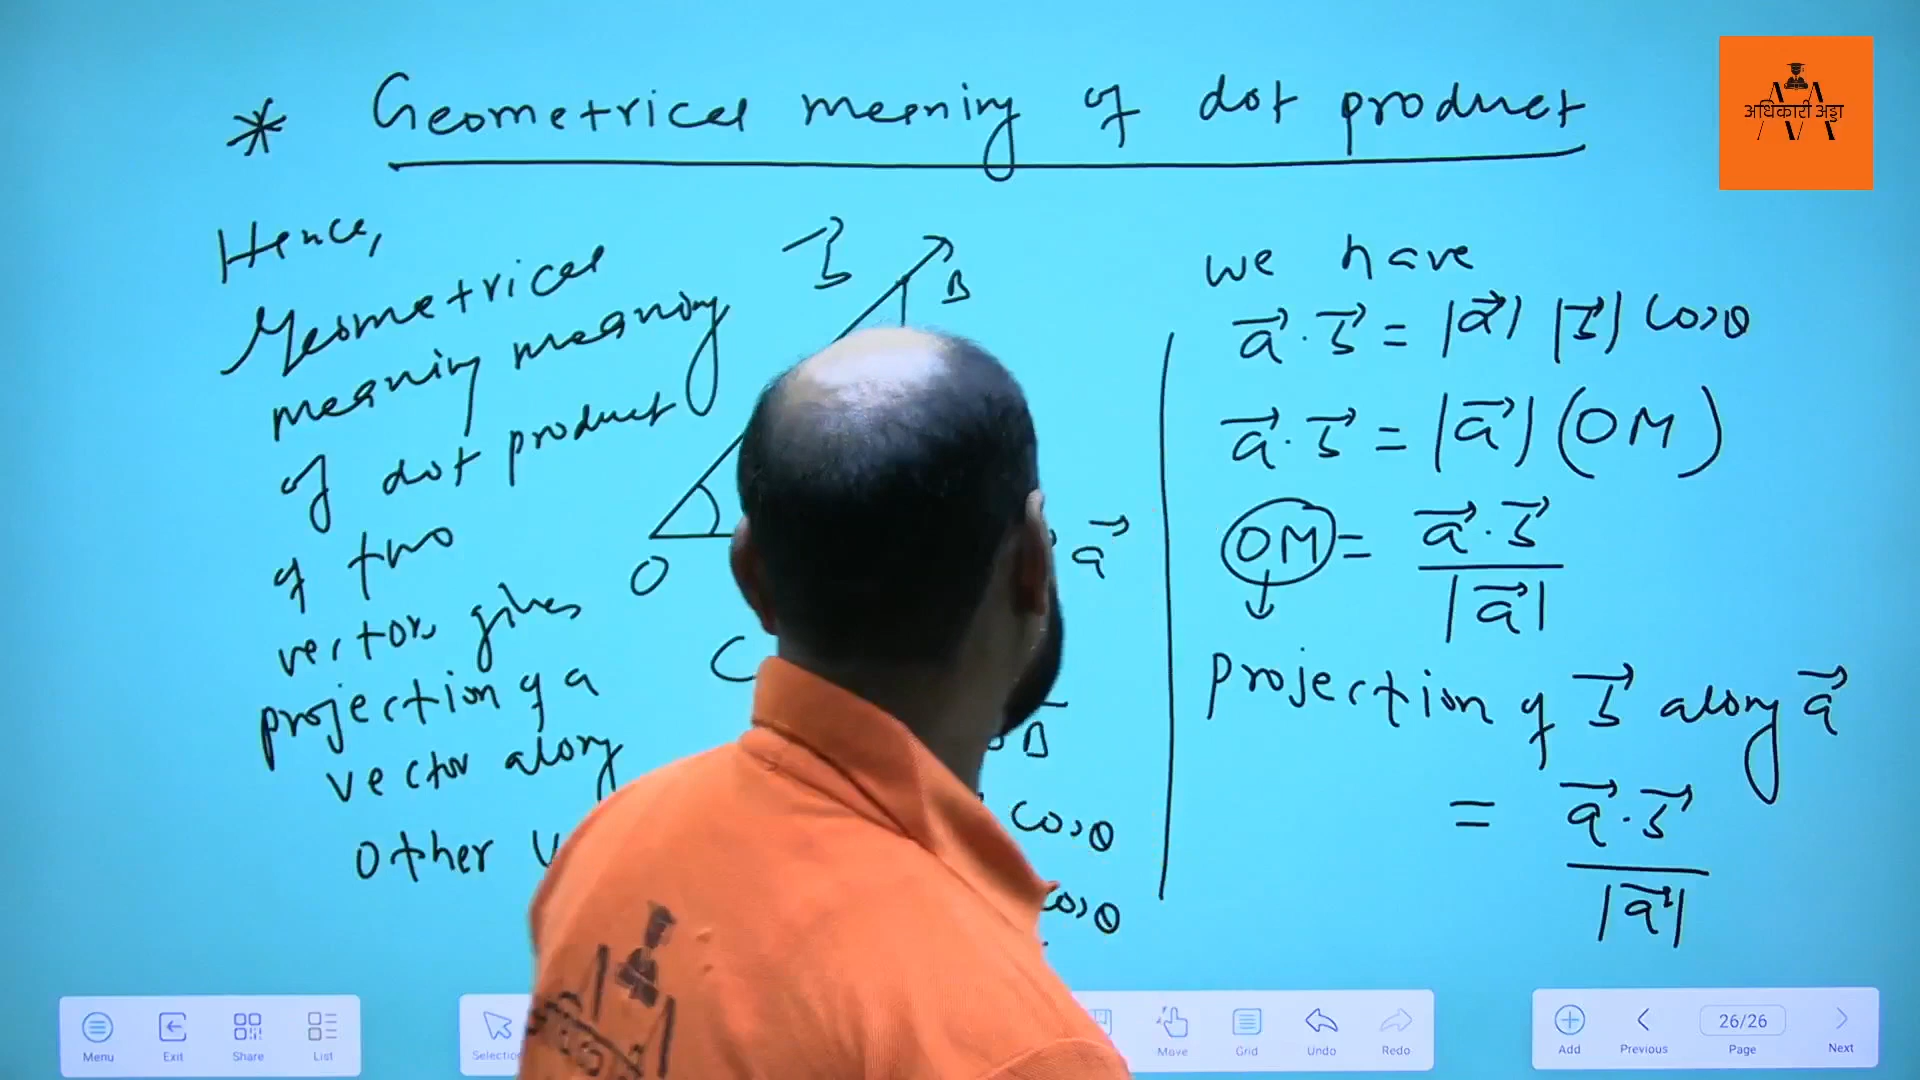 * Geometrical meaning of dot product
अधिकारी अड्डा
Hence,
Geometrical
meaning meaning
of dot product
of two
vectors gives
projection of a
vector along
other
b⃗
B
O
a⃗
B
cosθ
cosθ
we have
a⃗·b⃗ = |a⃗| |b⃗| cosθ
a⃗·b⃗ = |a⃗| (OM)
OM = a⃗·b⃗ / |a⃗|
↓
projection of b⃗ along a⃗
= a⃗·b⃗ / |a⃗|
Menu
Exit
Share
List
Move
Grid
Undo
Redo
Add
Previous
26/26
Page
Next